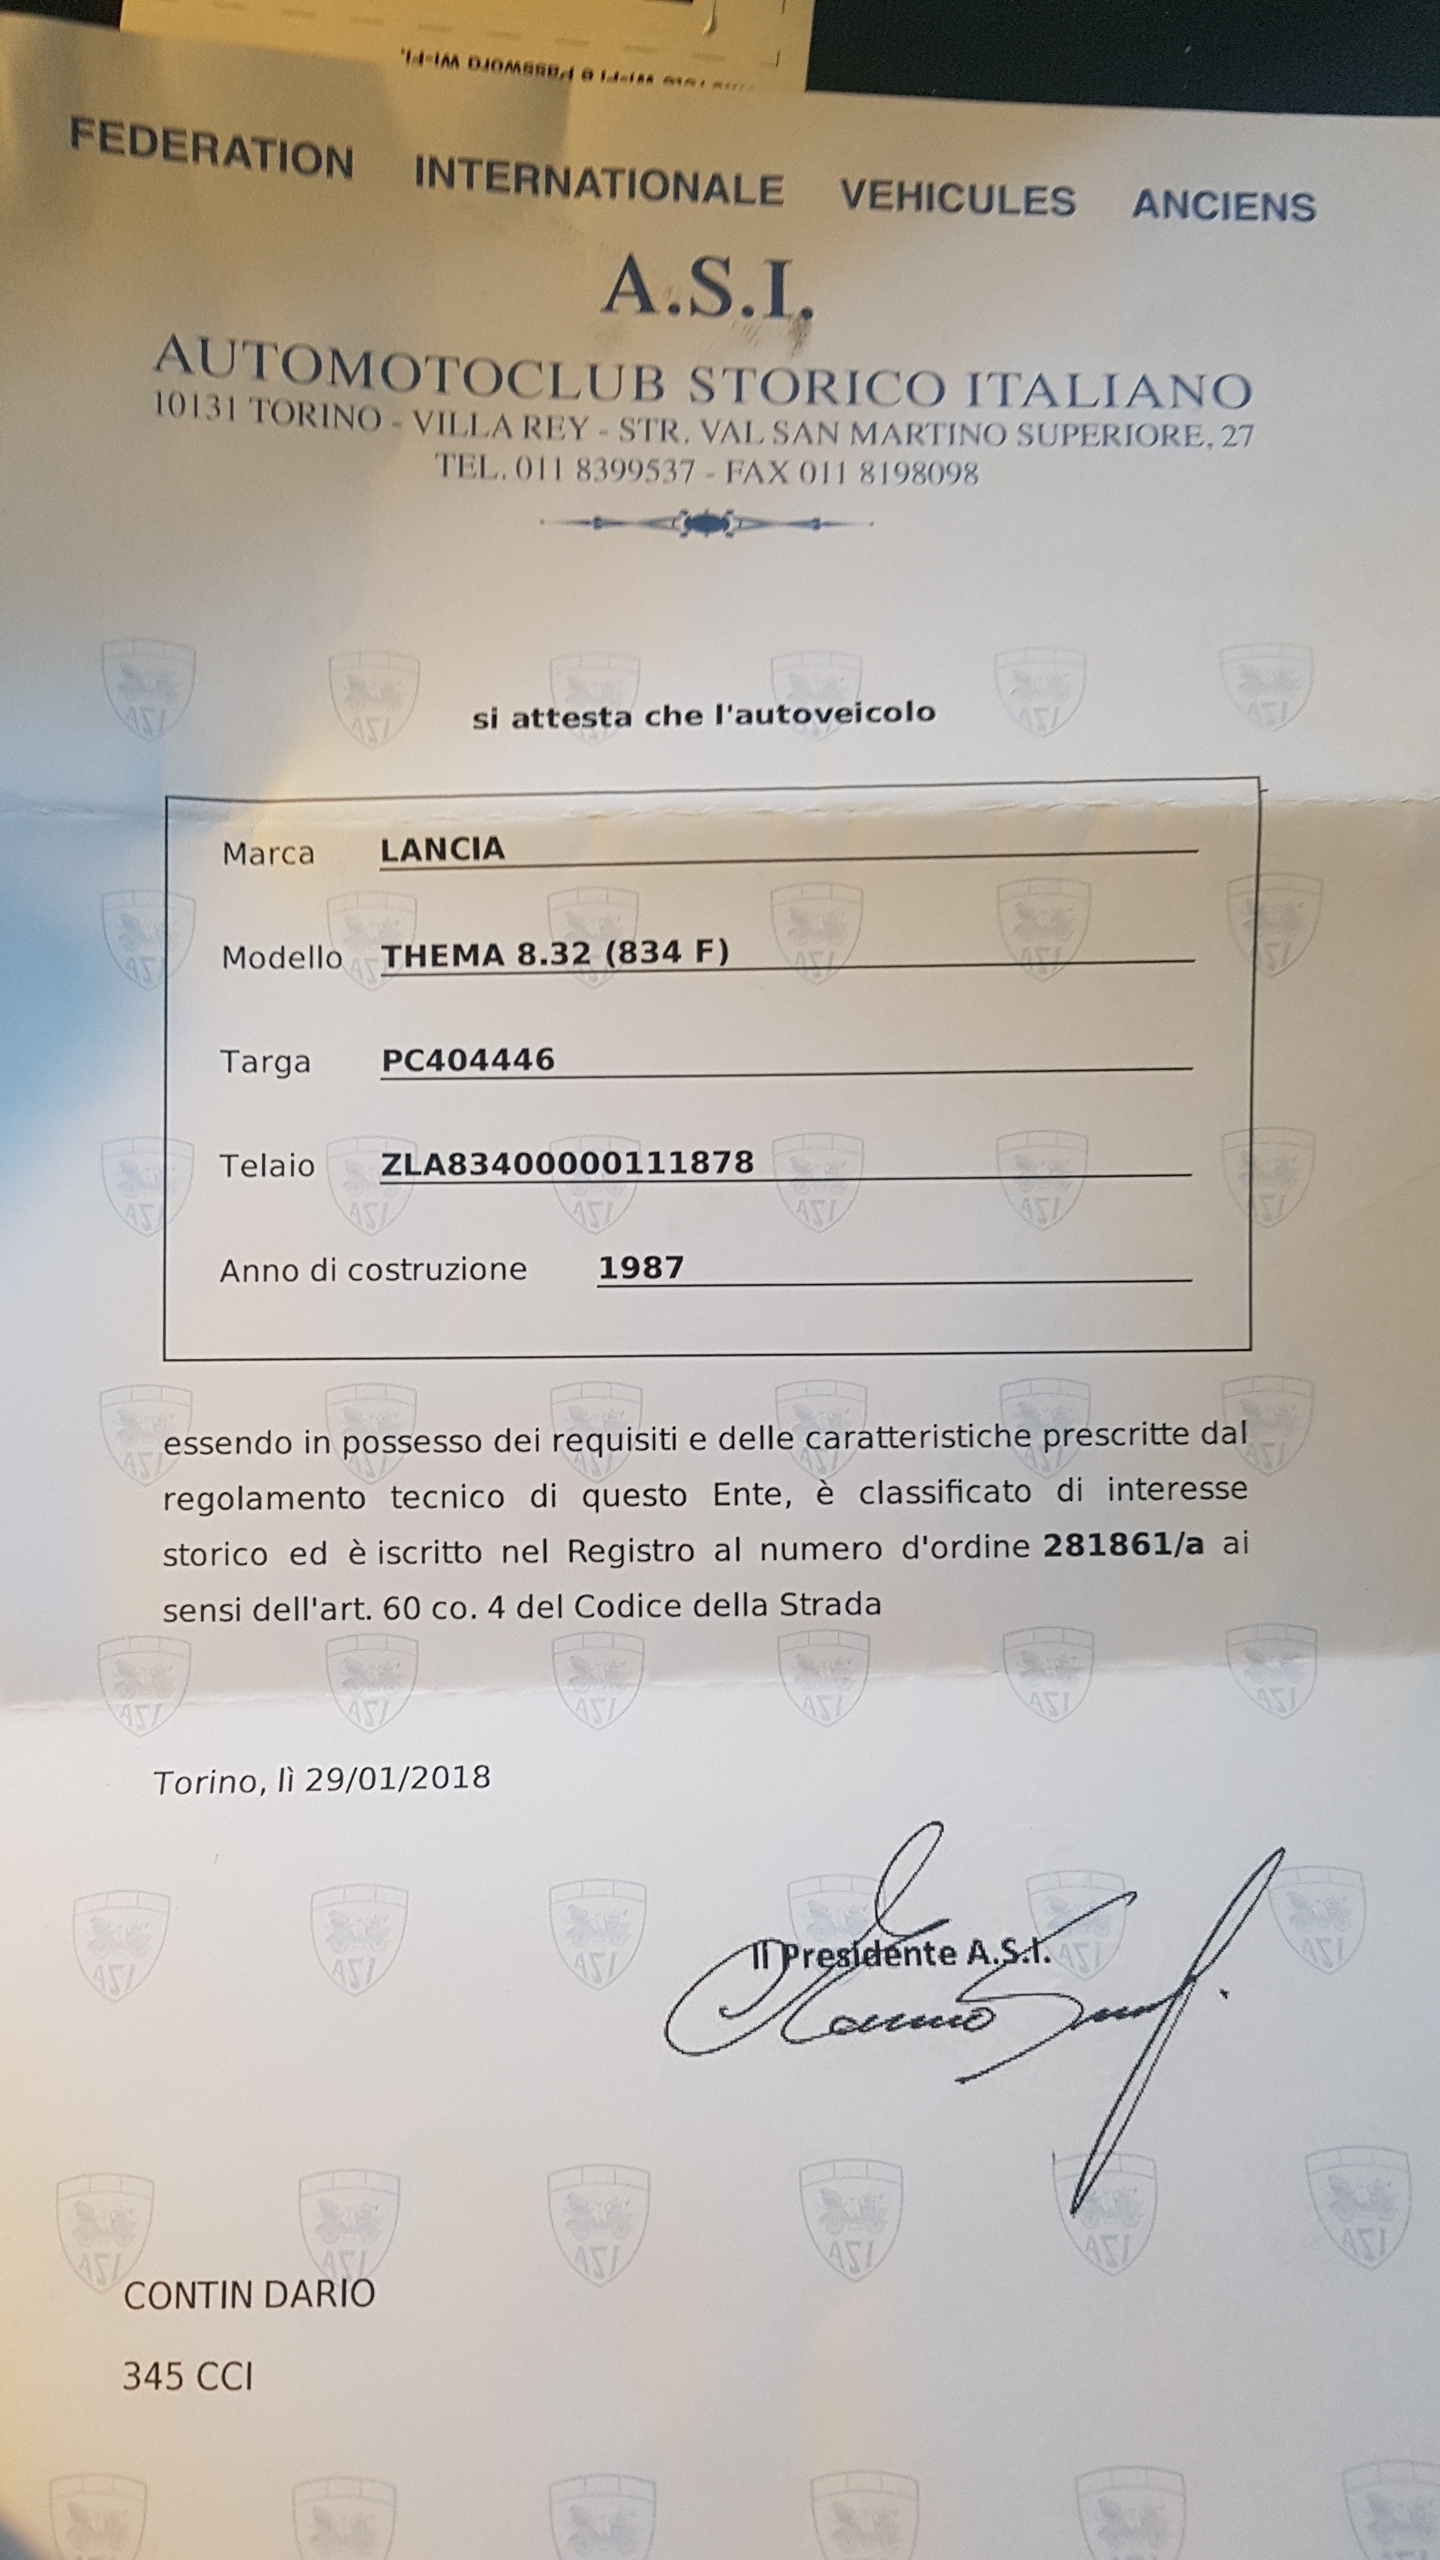 Password Wi-Fi.
FEDERATION INTERNATIONALE VEHICULES ANCIENS
A.S.I.
AUTOMOTOCLUB STORICO ITALIANO
10131 TORINO - VILLA REY - STR. VAL SAN MARTINO SUPERIORE, 27
TEL. 011 8399537 - FAX 011 8198098
si attesta che l'autoveicolo
Marca LANCIA
Modello THEMA 8.32 (834 F)
Targa PC404446
Telaio ZLA83400000111878
Anno di costruzione 1987
essendo in possesso dei requisiti e delle caratteristiche prescritte dal
regolamento tecnico di questo Ente, è classificato di interesse
storico ed è iscritto nel Registro al numero d'ordine 281861/a ai
sensi dell'art. 60 co. 4 del Codice della Strada
Torino, lì 29/01/2018
Il Presidente A.S.I.
CONTIN DARIO
345 CCI